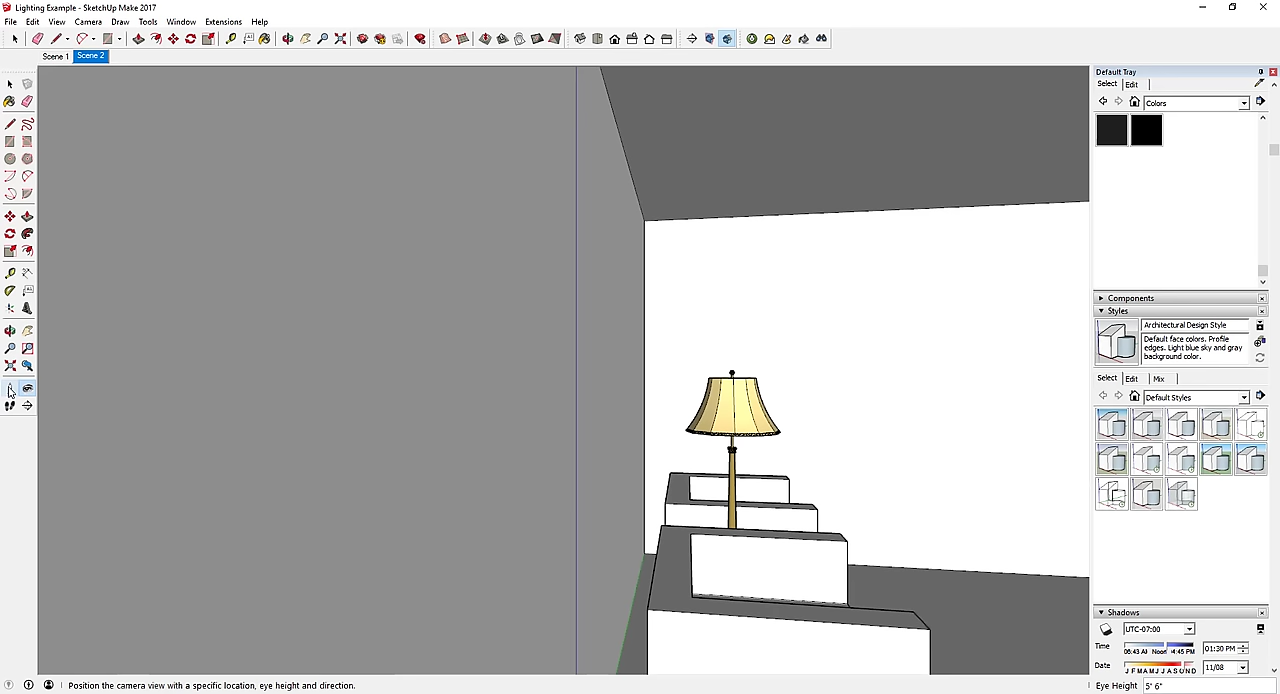 Lighting Example - SketchUp Make 2017
File Edit View Camera Draw Tools Window Extensions Help
Scene 1 Scene 2
Default Tray
Select Edit
Colors
Components
Styles
Architectural Design Style
Default face colors. Profile
edges. Light blue sky and gray
background color.
Select Edit Mix
Default Styles
Shadows
UTC-07:00
Time 06:43 AM Noon 4:45 PM 01:30 PM
Date J F M A M J J A S O N D 11/08
Position the camera view with a specific location, eye height and direction.
Eye Height 5' 6"